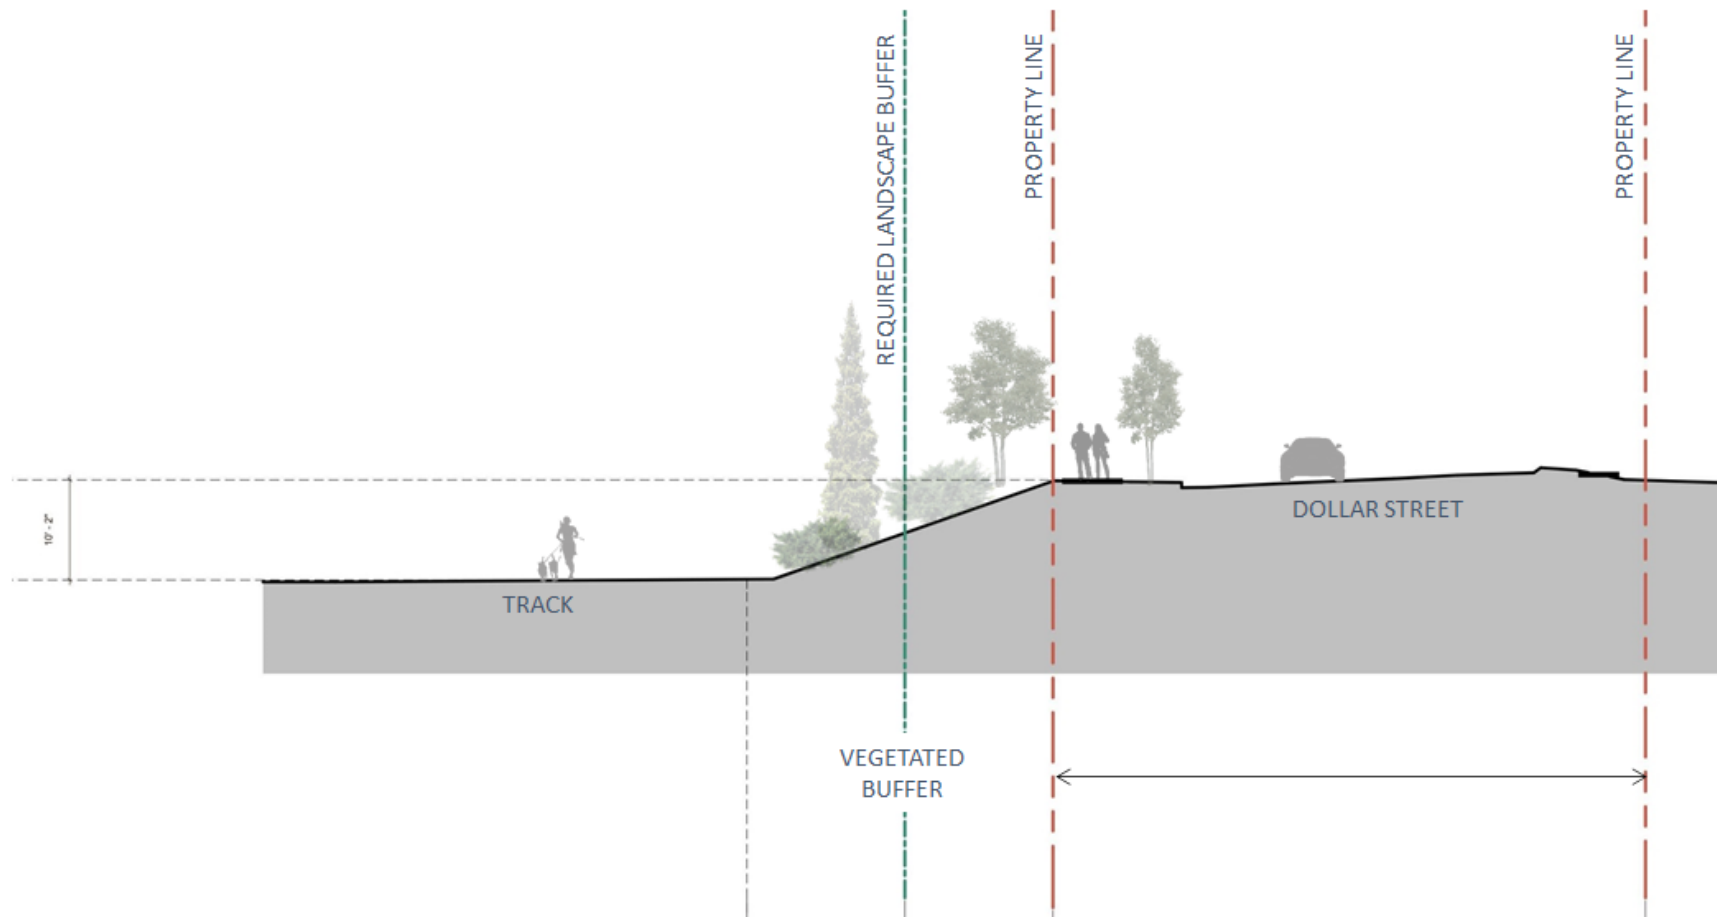 REQUIRED LANDSCAPE BUFFER
PROPERTY LINE
PROPERTY LINE
10' - 2"
DOLLAR STREET
TRACK
VEGETATED
BUFFER